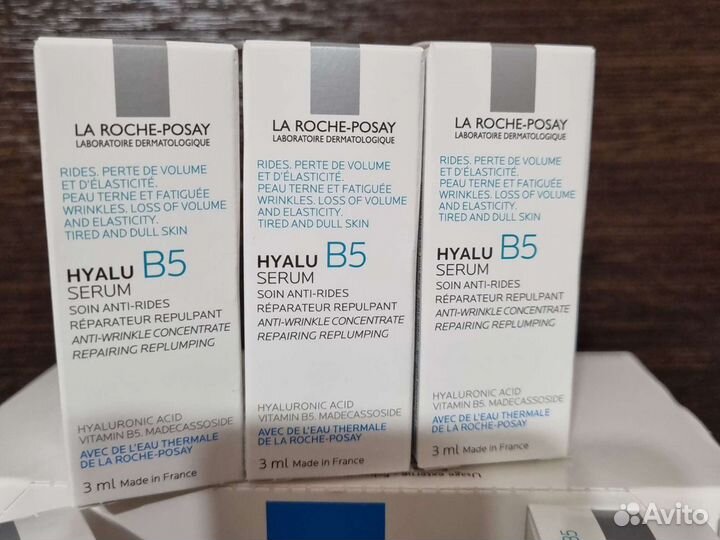 LA ROCHE-POSAY
LABORATOIRE DERMATOLOGIQUE
RIDES. PERTE DE VOLUME
ET D'ÉLASTICITÉ.
PEAU TERNE ET FATIGUÉE
WRINKLES. LOSS OF VOLUME
AND ELASTICITY.
TIRED AND DULL SKIN
HYALU B5
SERUM
SOIN ANTI-RIDES
RÉPARATEUR REPULPANT
ANTI-WRINKLE CONCENTRATE
REPAIRING REPLUMPING
HYALURONIC ACID
VITAMIN B5. MADECASSOSIDE
AVEC DE L'EAU THERMALE
DE LA ROCHE-POSAY
3 ml Made in France
LA ROCHE-POSAY
LABORATOIRE DERMATOLOGIQUE
RIDES. PERTE DE VOLUME
ET D'ÉLASTICITÉ.
PEAU TERNE ET FATIGUÉE
WRINKLES. LOSS OF VOLUME
AND ELASTICITY.
TIRED AND DULL SKIN
HYALU B5
SERUM
SOIN ANTI-RIDES
RÉPARATEUR REPULPANT
ANTI-WRINKLE CONCENTRATE
REPAIRING REPLUMPING
HYALURONIC ACID
VITAMIN B5. MADECASSOSIDE
AVEC DE L'EAU THERMALE
DE LA ROCHE-POSAY
3 ml Made in France
LA ROCHE-POSAY
LABORATOIRE DERMATOLOGIQUE
RIDES. PERTE DE VOLUME
ET D'ÉLASTICITÉ.
PEAU TERNE ET FATIGUÉE
WRINKLES. LOSS OF VOLUME
AND ELASTICITY.
TIRED AND DULL SKIN
HYALU B5
SERUM
SOIN ANTI-RIDES
RÉPARATEUR REPULPANT
ANTI-WRINKLE CONCENTRATE
REPAIRING REPLUMPING
HYALURONIC ACID
VITAMIN B5. MADECASSOSIDE
AVEC DE L'EAU THERMALE
DE LA ROCHE-POSAY
3 ml Made in France
Usage externe
B5
Avito